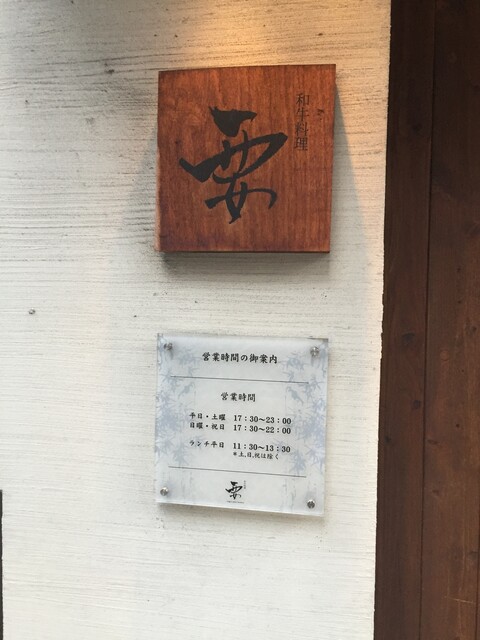 和牛料理
要
営業時間の御案内
営業時間
平日・土曜 17:30〜23:00
日曜・祝日 17:30〜22:00
ランチ平日 11:30〜13:30
＊土,日,祝は除く
要